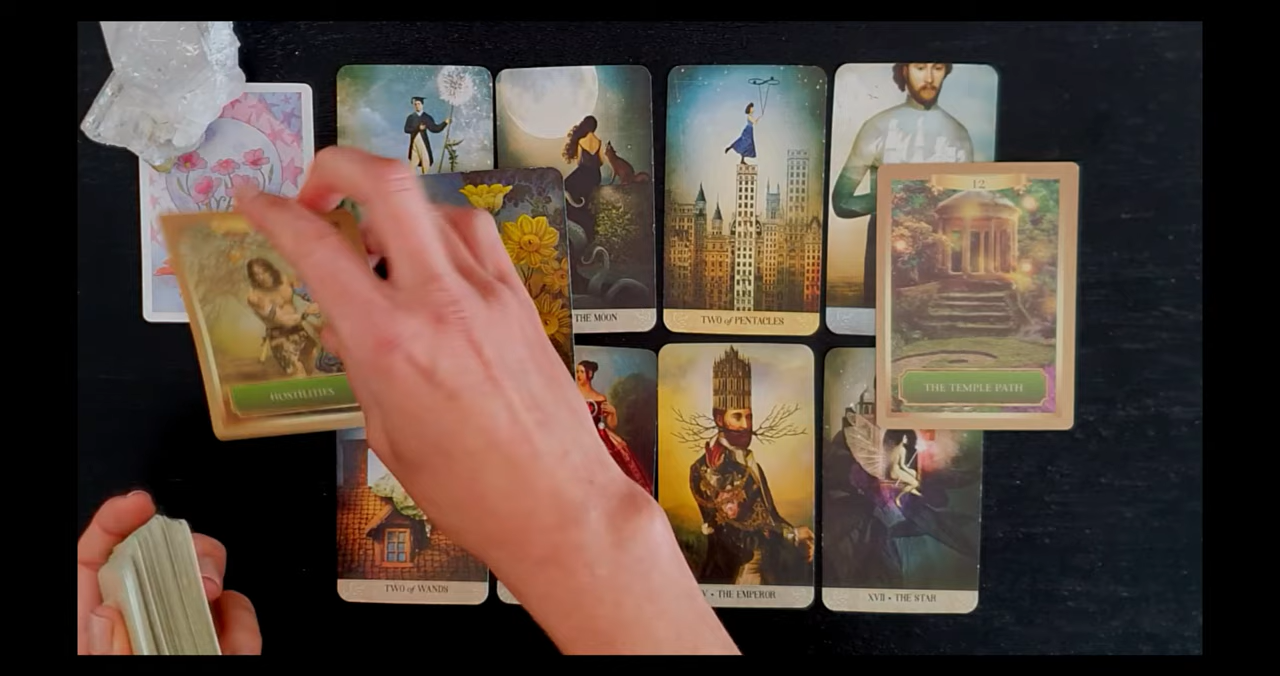 THE MOON
TWO of PENTACLES
12
THE TEMPLE PATH
HOSTILITIES
TWO of WANDS
V • THE EMPEROR
XVII • THE STAR